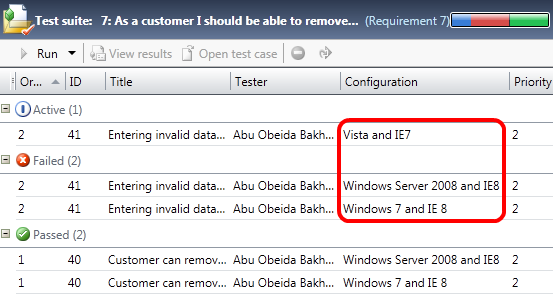 Test suite: 7: As a customer I should be able to remove... (Requirement 7)
Run View results Open test case
Or... ID Title Tester Configuration Priority
Active (1)
2 41 Entering invalid data... Abu Obeida Bakh... Vista and IE7 2
Failed (2)
2 41 Entering invalid data... Abu Obeida Bakh... Windows Server 2008 and IE8 2
2 41 Entering invalid data... Abu Obeida Bakh... Windows 7 and IE 8 2
Passed (2)
1 40 Customer can remov... Abu Obeida Bakh... Windows Server 2008 and IE8 2
1 40 Customer can remov... Abu Obeida Bakh... Windows 7 and IE 8 2